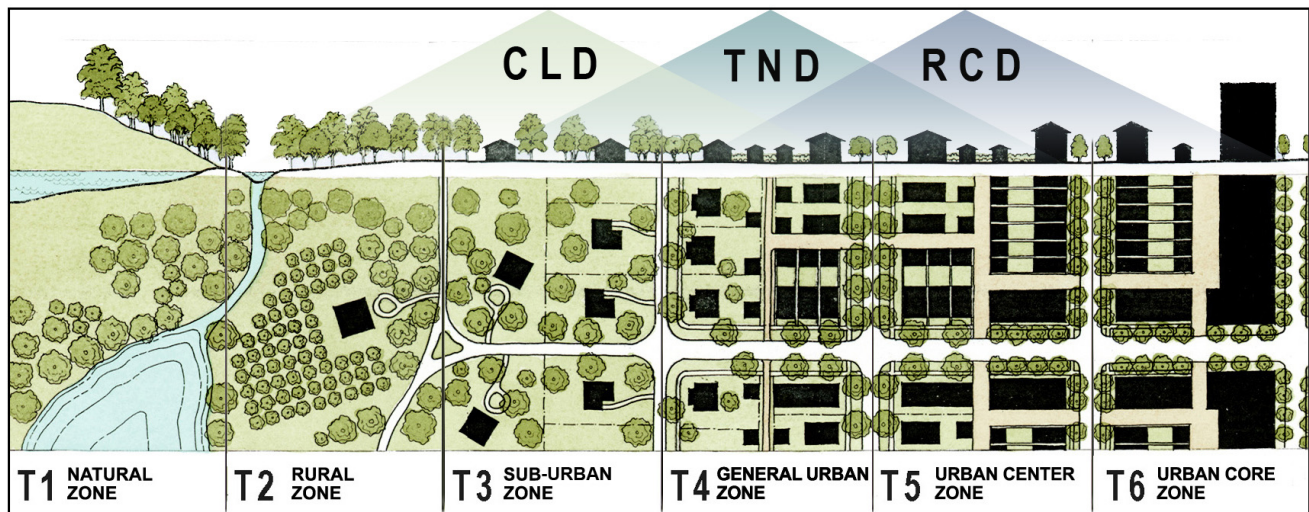 CLD
TND
RCD
T1 NATURAL
ZONE
T2 RURAL
ZONE
T3 SUB-URBAN
ZONE
T4 GENERAL URBAN
ZONE
T5 URBAN CENTER
ZONE
T6 URBAN CORE
ZONE